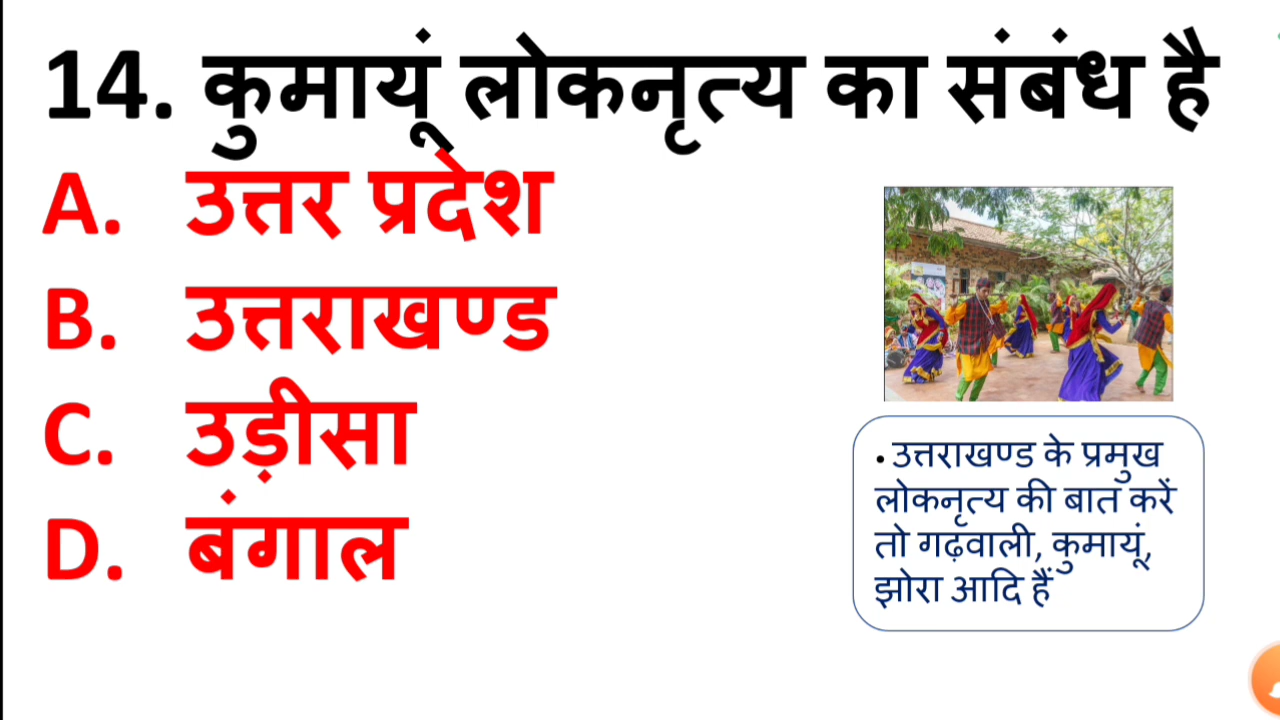 14. कुमायूं लोकनृत्य का संबंध है
A. उत्तर प्रदेश
B. उत्तराखण्ड
C. उड़ीसा
D. बंगाल
• उत्तराखण्ड के प्रमुख
लोकनृत्य की बात करें
तो गढ़वाली, कुमायूं,
झोरा आदि हैं